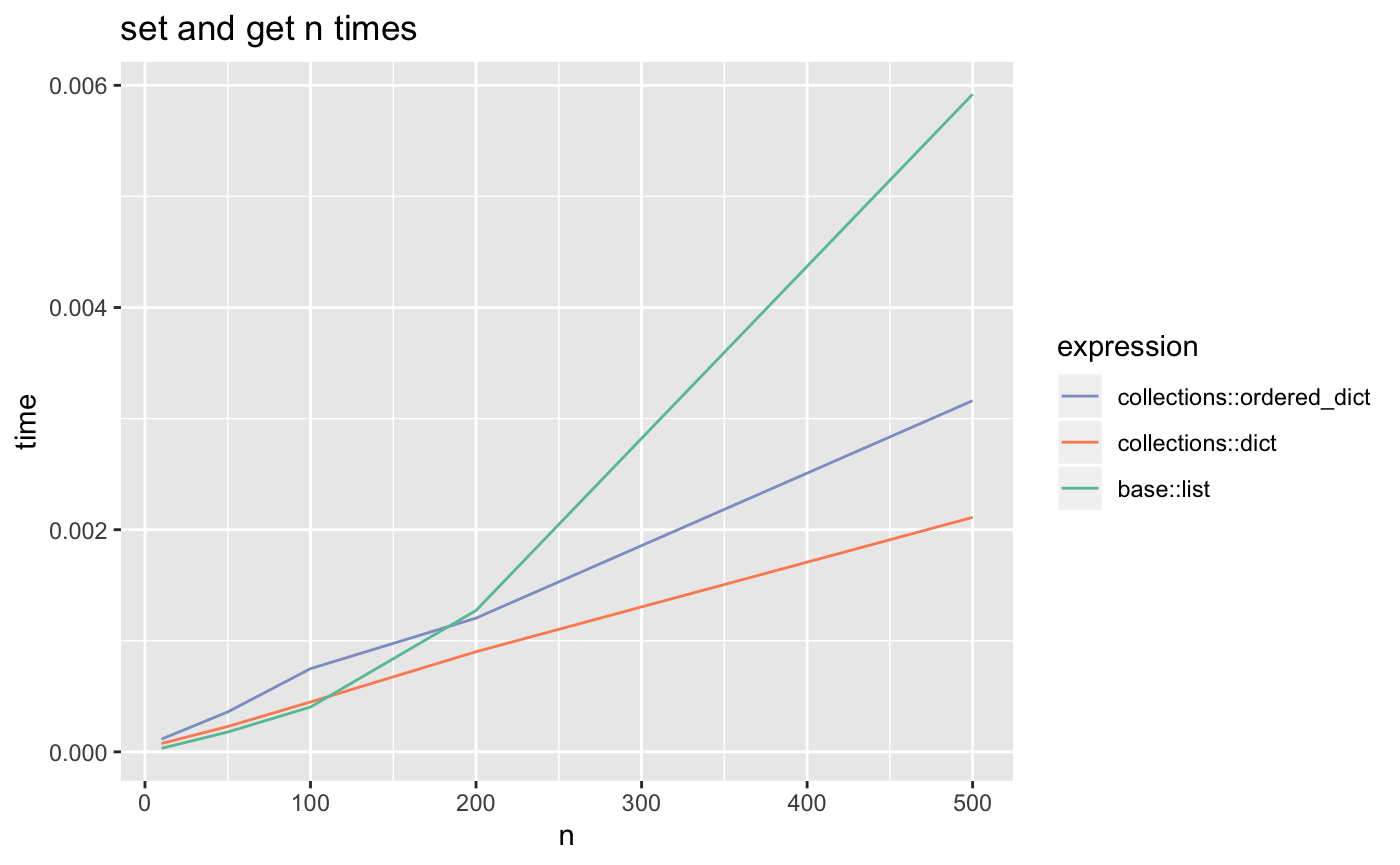 set and get n times
0.006
0.004
0.002
0.000
time
0 100 200 300 400 500
n
expression
collections::ordered_dict
collections::dict
base::list